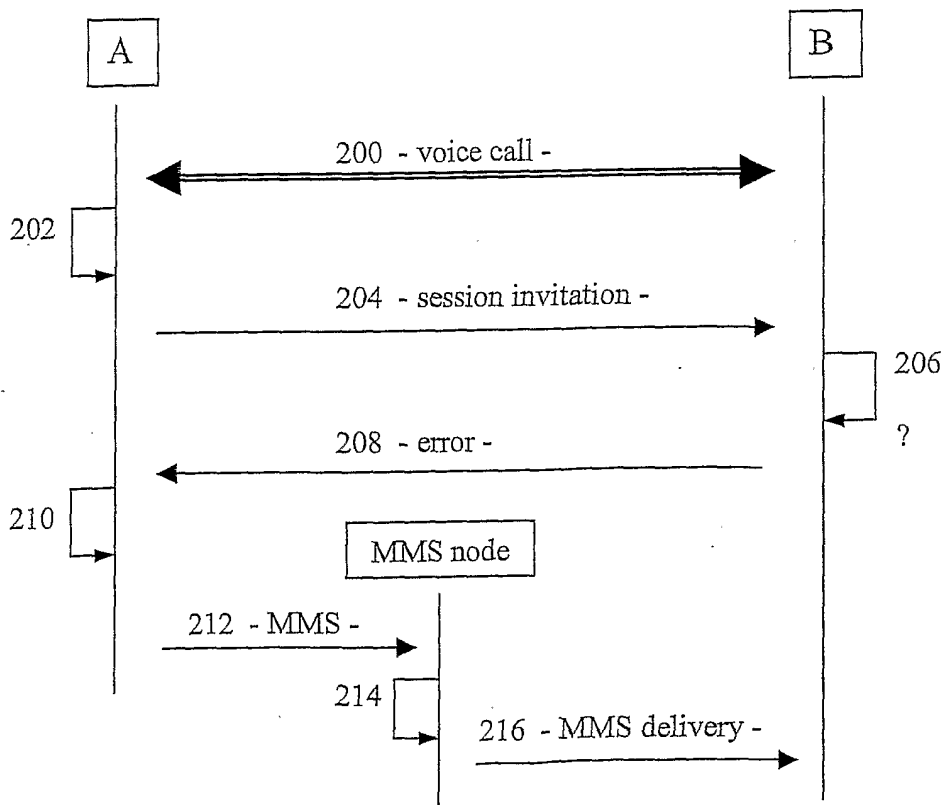 A
B
200 - voice call -
202
204 - session invitation -
206
?
208 - error -
210
MMS node
212 - MMS -
214
216 - MMS delivery -